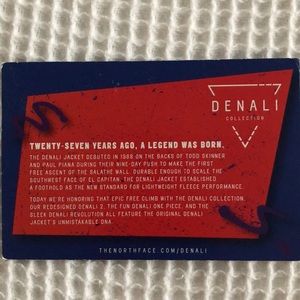 DENALI
COLLECTION
TWENTY-SEVEN YEARS AGO, A LEGEND WAS BORN.
THE DENALI JACKET DEBUTED IN 1988 ON THE BACKS OF TODD SKINNER
AND PAUL PIANA DURING THEIR NINE-DAY PUSH TO MAKE THE FIRST
FREE ASCENT OF THE SALATHÉ WALL. DURABLE ENOUGH TO SCALE THE
SOUTHWEST FACE OF EL CAPITAN, THE DENALI JACKET ESTABLISHED
A FOOTHOLD AS THE NEW STANDARD FOR LIGHTWEIGHT FLEECE PERFORMANCE.
TODAY WE'RE HONORING THAT EPIC FREE CLIMB WITH THE DENALI COLLECTION.
OUR REDESIGNED DENALI 2, THE FUN DENALI ONE PIECE, AND THE
SLEEK DENALI REVOLUTION ALL FEATURE THE ORIGINAL DENALI
JACKET'S UNMISTAKABLE DNA.
THENORTHFACE.COM/DENALI